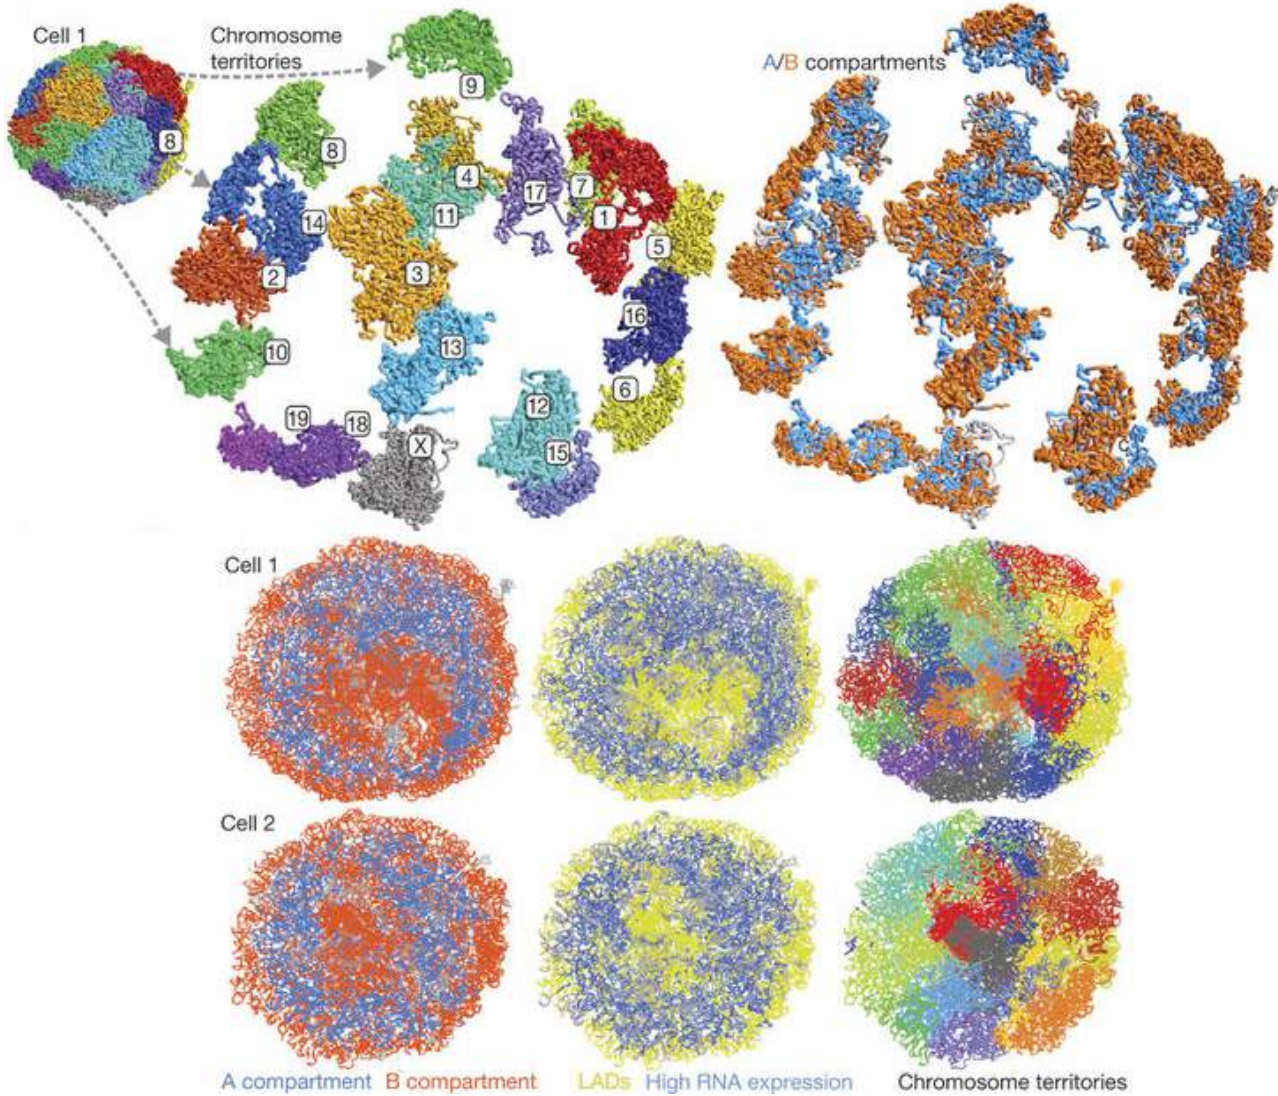 Cell 1
Chromosome
territories
A/B compartments
9
8
8
4
17
7
14
11
1
5
2
3
16
10
13
6
12
19
18
X
15
C
Cell 1
Cell 2
A compartment B compartment LADs High RNA expression Chromosome territories